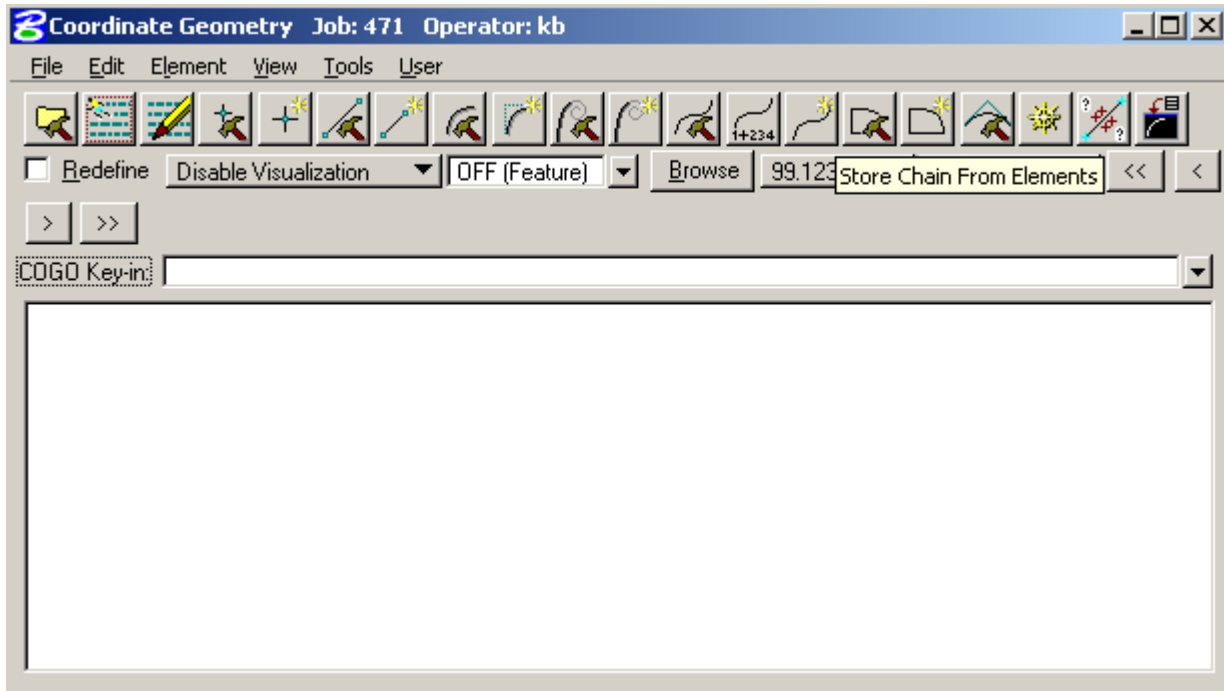 Coordinate Geometry Job: 471 Operator: kb
File Edit Element View Tools User
1+234 ? ?
Redefine Disable Visualization OFF (Feature) Browse 99.123 Store Chain From Elements << <
> >>
COGO Key-in: